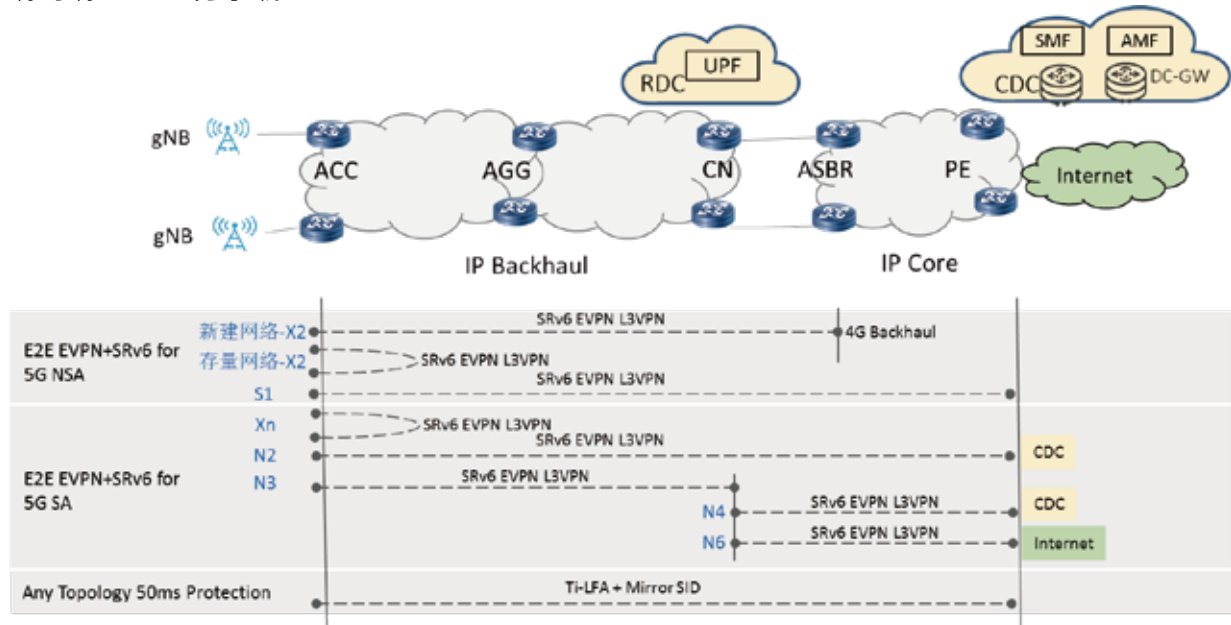 SMF
AMF
UPF
RDC
CDC
DC-GW
gNB
ACC
AGG
CN
ASBR
PE
Internet
gNB
IP Backhaul
IP Core
E2E EVPN+SRv6 for
5G NSA
新建网络-X2
SRv6 EVPN L3VPN
4G Backhaul
存量网络-X2
SRv6 EVPN L3VPN
S1
SRv6 EVPN L3VPN
E2E EVPN+SRv6 for
5G SA
Xn
SRv6 EVPN L3VPN
N2
SRv6 EVPN L3VPN
CDC
N3
SRv6 EVPN L3VPN
N4
SRv6 EVPN L3VPN
CDC
N6
SRv6 EVPN L3VPN
Internet
Any Topology 50ms Protection
Ti-LFA + Mirror SID